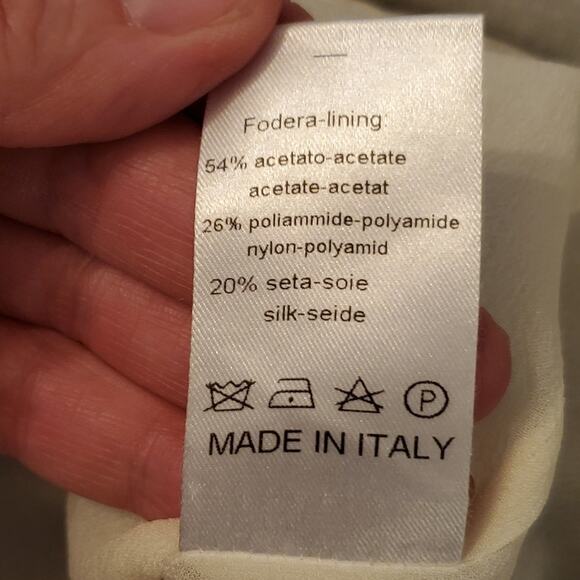 Fodera-lining:
54% acetato-acetate
acetate-acetat
26% poliammide-polyamide
nylon-polyamid
20% seta-soie
silk-seide
P
MADE IN ITALY